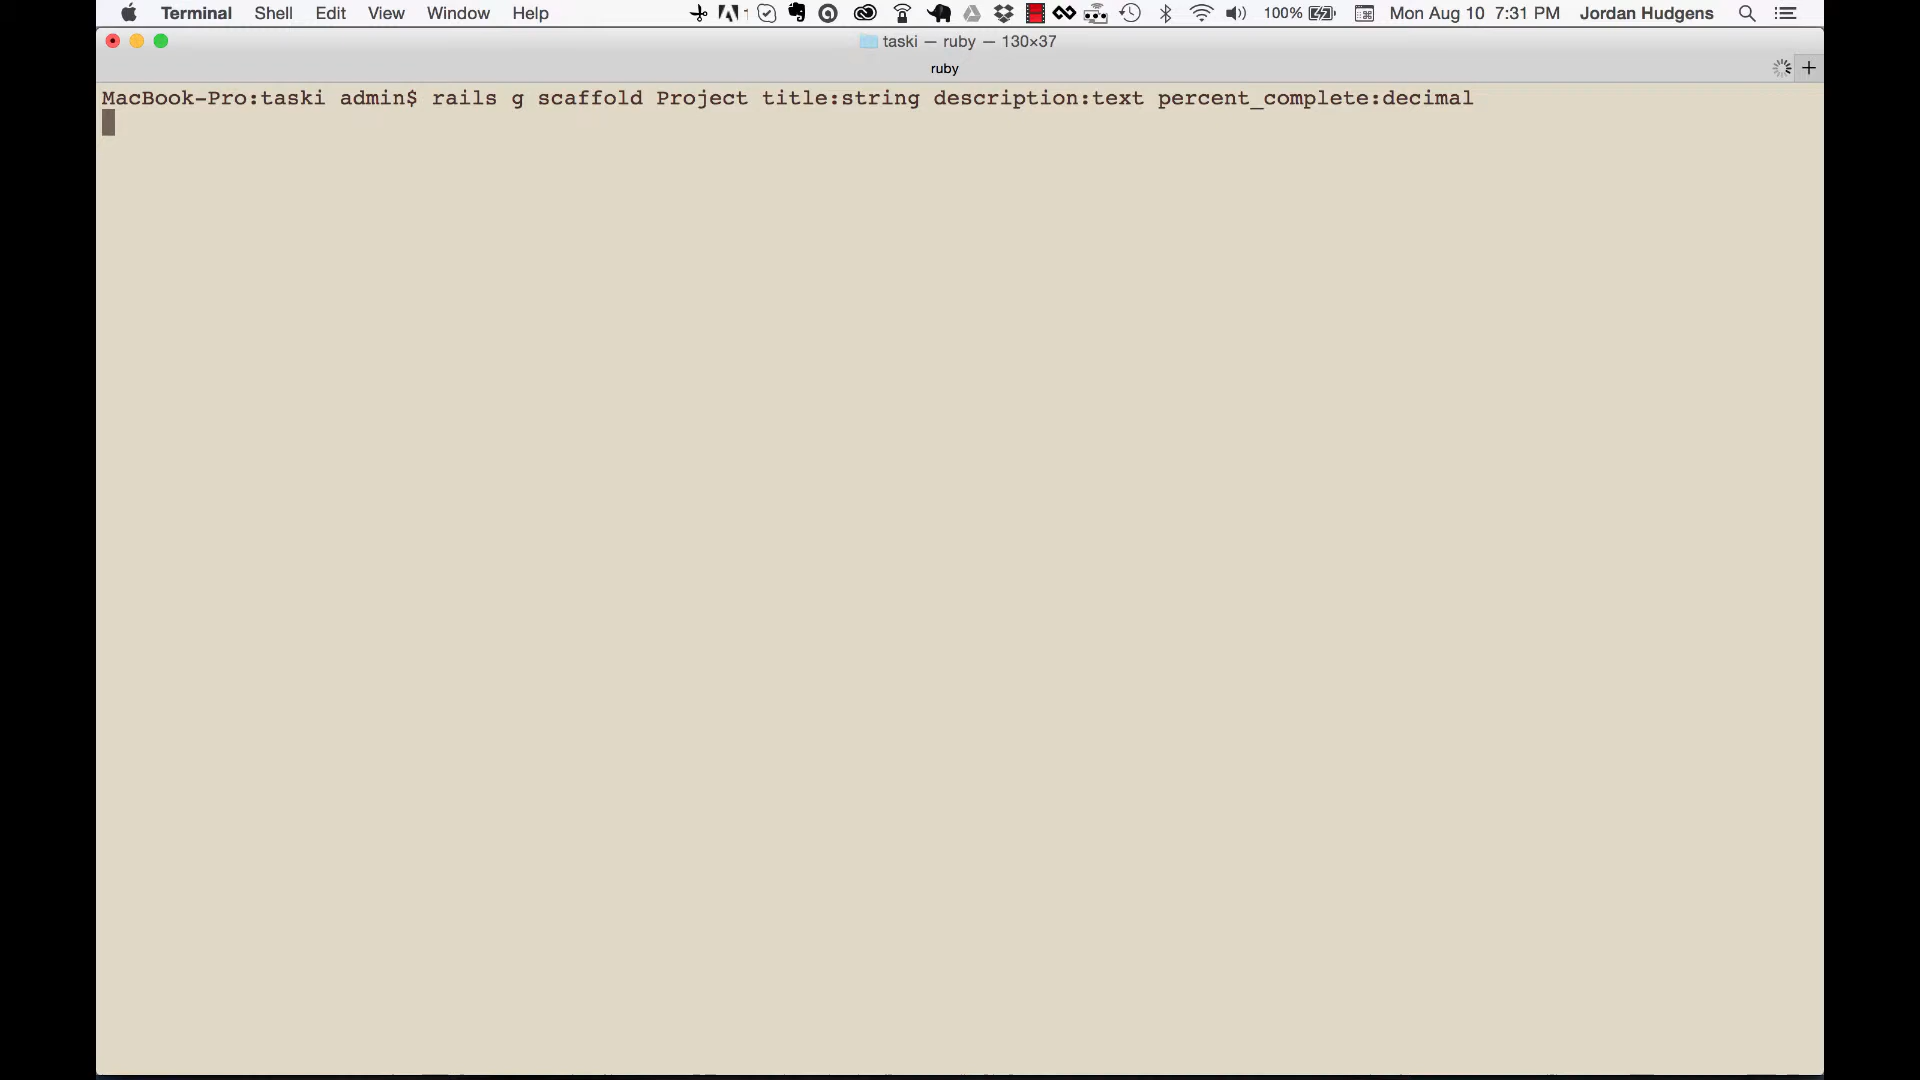 Terminal Shell Edit View Window Help 100% Mon Aug 10 7:31 PM Jordan Hudgens
taski — ruby — 130×37
ruby
MacBook-Pro:taski admin$ rails g scaffold Project title:string description:text percent_complete:decimal